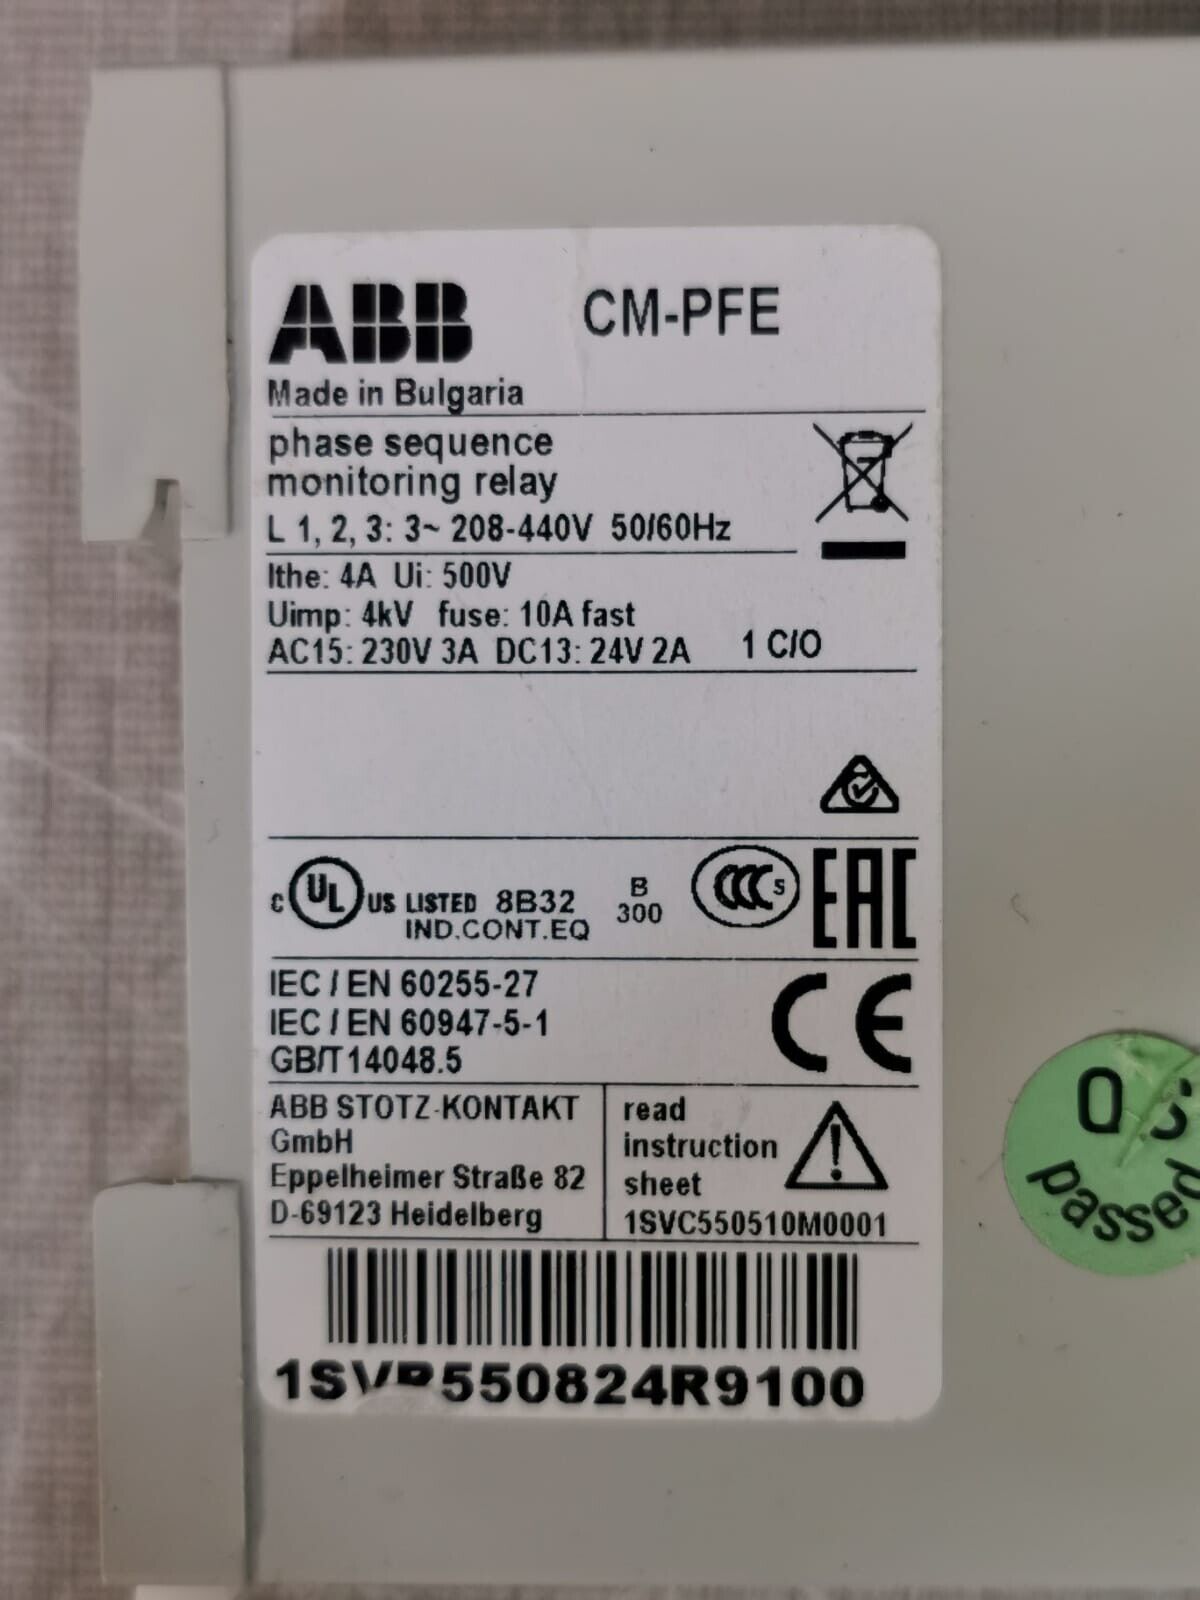 ABB CM-PFE
Made in Bulgaria
phase sequence
monitoring relay
L 1, 2, 3: 3~ 208-440V 50/60Hz
Ithe: 4A Ui: 500V
Uimp: 4kV fuse: 10A fast
AC15: 230V 3A DC13: 24V 2A 1 C/O
C UL US LISTED 8B32
IND.CONT.EQ
B
300
CCC S
EAC
IEC / EN 60255-27
IEC / EN 60947-5-1
GB/T14048.5
CE
ABB STOTZ-KONTAKT
GmbH
Eppelheimer Straße 82
D-69123 Heidelberg
read
instruction
sheet
1SVC550510M0001
1SVR550824R9100
passed